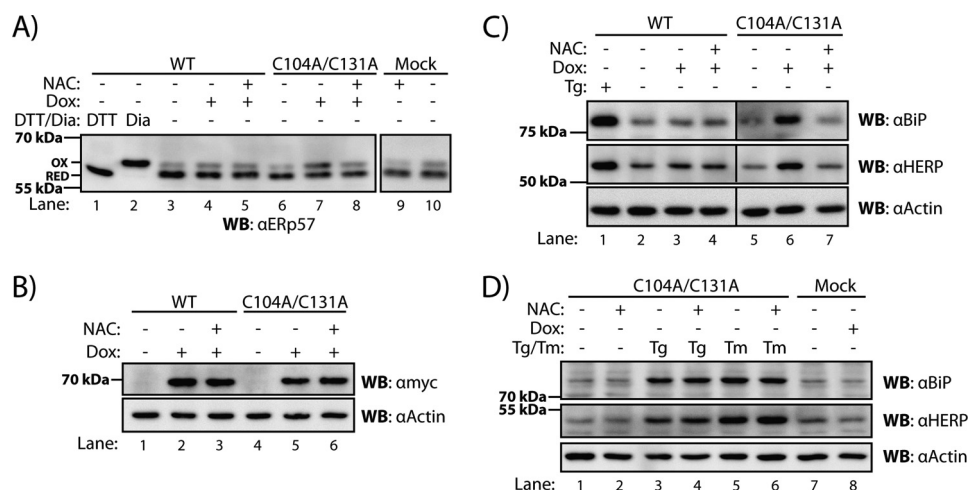 A)
WT C104A/C131A Mock
NAC: - - - - + - - + + -
Dox: - - - + + - + + - -
DTT/Dia: DTT Dia - - - - - - - -
70 kDa
OX
RED
55 kDa
Lane: 1 2 3 4 5 6 7 8 9 10
WB: αERp57
B)
WT C104A/C131A
NAC: - - + - - +
Dox: - + + - + +
70 kDa
WB: αmyc
WB: αActin
Lane: 1 2 3 4 5 6
C)
WT C104A/C131A
NAC: - - - + - - +
Dox: - - + + - + +
Tg: + - - - - - -
75 kDa
WB: αBiP
WB: αHERP
50 kDa
WB: αActin
Lane: 1 2 3 4 5 6 7
D)
C104A/C131A Mock
NAC: - + - + - + - -
Dox: - - - - - - - +
Tg/Tm: - - Tg Tg Tm Tm - -
WB: αBiP
70 kDa
55 kDa
WB: αHERP
WB: αActin
Lane: 1 2 3 4 5 6 7 8